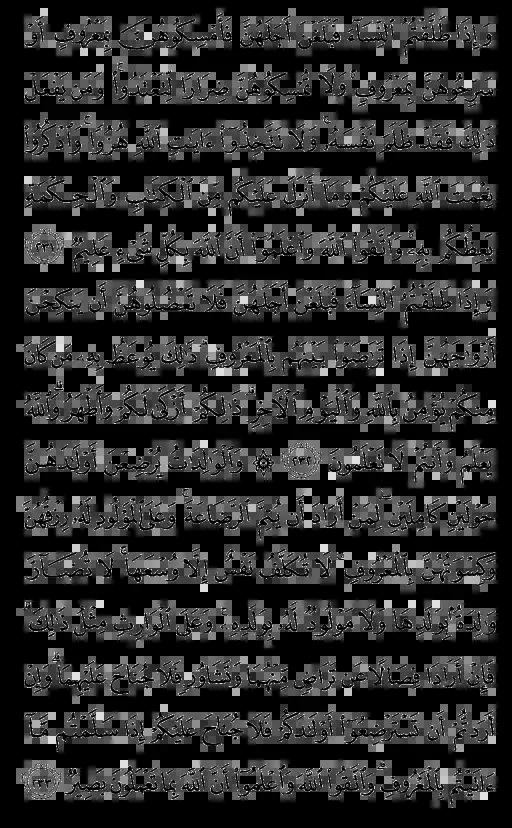 وَإِذَا طَلَّقْتُمُ ٱلنِّسَآءَ فَبَلَغْنَ أَجَلَهُنَّ فَأَمْسِكُوهُنَّ بِمَعْرُوفٍ أَوْ
سَرِّحُوهُنَّ بِمَعْرُوفٍ وَلَا تُمْسِكُوهُنَّ ضِرَارًا لِّتَعْتَدُوا۟ وَمَن يَفْعَلْ
ذَٰلِكَ فَقَدْ ظَلَمَ نَفْسَهُۥ وَلَا تَتَّخِذُوٓا۟ ءَايَٰتِ ٱللَّهِ هُزُوًا وَٱذْكُرُوا۟
نِعْمَتَ ٱللَّهِ عَلَيْكُمْ وَمَآ أَنزَلَ عَلَيْكُم مِّنَ ٱلْكِتَٰبِ وَٱلْحِكْمَةِ
يَعِظُكُم بِهِۦ وَٱتَّقُوا۟ ٱللَّهَ وَٱعْلَمُوٓا۟ أَنَّ ٱللَّهَ بِكُلِّ شَىْءٍ عَلِيمٌ ٢٣١
وَإِذَا طَلَّقْتُمُ ٱلنِّسَآءَ فَبَلَغْنَ أَجَلَهُنَّ فَلَا تَعْضُلُوهُنَّ أَن يَنكِحْنَ
أَزْوَٰجَهُنَّ إِذَا تَرَٰضَوْا۟ بَيْنَهُم بِٱلْمَعْرُوفِ ذَٰلِكَ يُوعَظُ بِهِۦ مَن كَانَ
مِنكُمْ يُؤْمِنُ بِٱللَّهِ وَٱلْيَوْمِ ٱلْءَاخِرِ ذَٰلِكُمْ أَزْكَىٰ لَكُمْ وَأَطْهَرُ وَٱللَّهُ
يَعْلَمُ وَأَنتُمْ لَا تَعْلَمُونَ ٢٣٢ ۞ وَٱلْوَٰلِدَٰتُ يُرْضِعْنَ أَوْلَٰدَهُنَّ
حَوْلَيْنِ كَامِلَيْنِ لِمَنْ أَرَادَ أَن يُتِمَّ ٱلرَّضَاعَةَ وَعَلَى ٱلْمَوْلُودِ لَهُۥ رِزْقُهُنَّ
وَكِسْوَتُهُنَّ بِٱلْمَعْرُوفِ لَا تُكَلَّفُ نَفْسٌ إِلَّا وُسْعَهَا لَا تُضَآرَّ
وَٰلِدَةٌۢ بِوَلَدِهَا وَلَا مَوْلُودٌ لَّهُۥ بِوَلَدِهِۦ وَعَلَى ٱلْوَارِثِ مِثْلُ ذَٰلِكَ
فَإِنْ أَرَادَا فِصَالًا عَن تَرَاضٍ مِّنْهُمَا وَتَشَاوُرٍ فَلَا جُنَاحَ عَلَيْهِمَا وَإِنْ
أَرَدتُّمْ أَن تَسْتَرْضِعُوٓا۟ أَوْلَٰدَكُمْ فَلَا جُنَاحَ عَلَيْكُمْ إِذَا سَلَّمْتُم مَّآ
ءَاتَيْتُم بِٱلْمَعْرُوفِ وَٱتَّقُوا۟ ٱللَّهَ وَٱعْلَمُوٓا۟ أَنَّ ٱللَّهَ بِمَا تَعْمَلُونَ بَصِيرٌ ٢٣٣